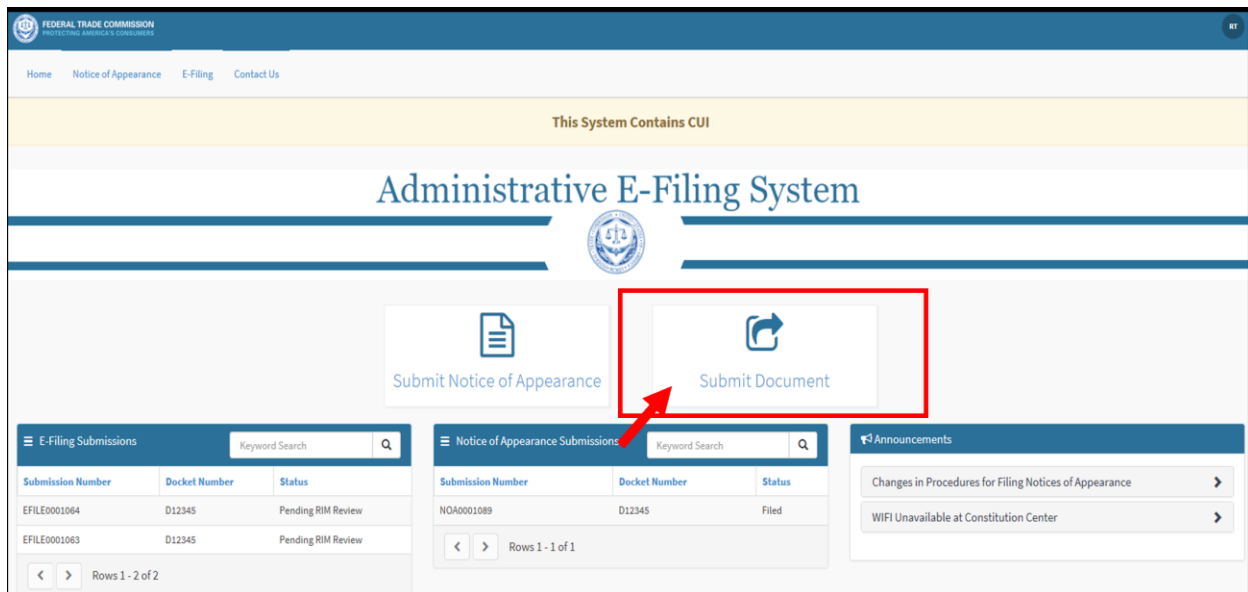 FEDERAL TRADE COMMISSION
PROTECTING AMERICA'S CONSUMERS
RT
Home Notice of Appearance E-Filing Contact Us
This System Contains CUI
Administrative E-Filing System
Submit Notice of Appearance
Submit Document
E-Filing Submissions
Keyword Search
Submission Number Docket Number Status
EFILE0001064 D12345 Pending RIM Review
EFILE0001063 D12345 Pending RIM Review
Rows 1 - 2 of 2
Notice of Appearance Submissions
Keyword Search
Submission Number Docket Number Status
NOA0001089 D12345 Filed
Rows 1 - 1 of 1
Announcements
Changes in Procedures for Filing Notices of Appearance
WIFI Unavailable at Constitution Center